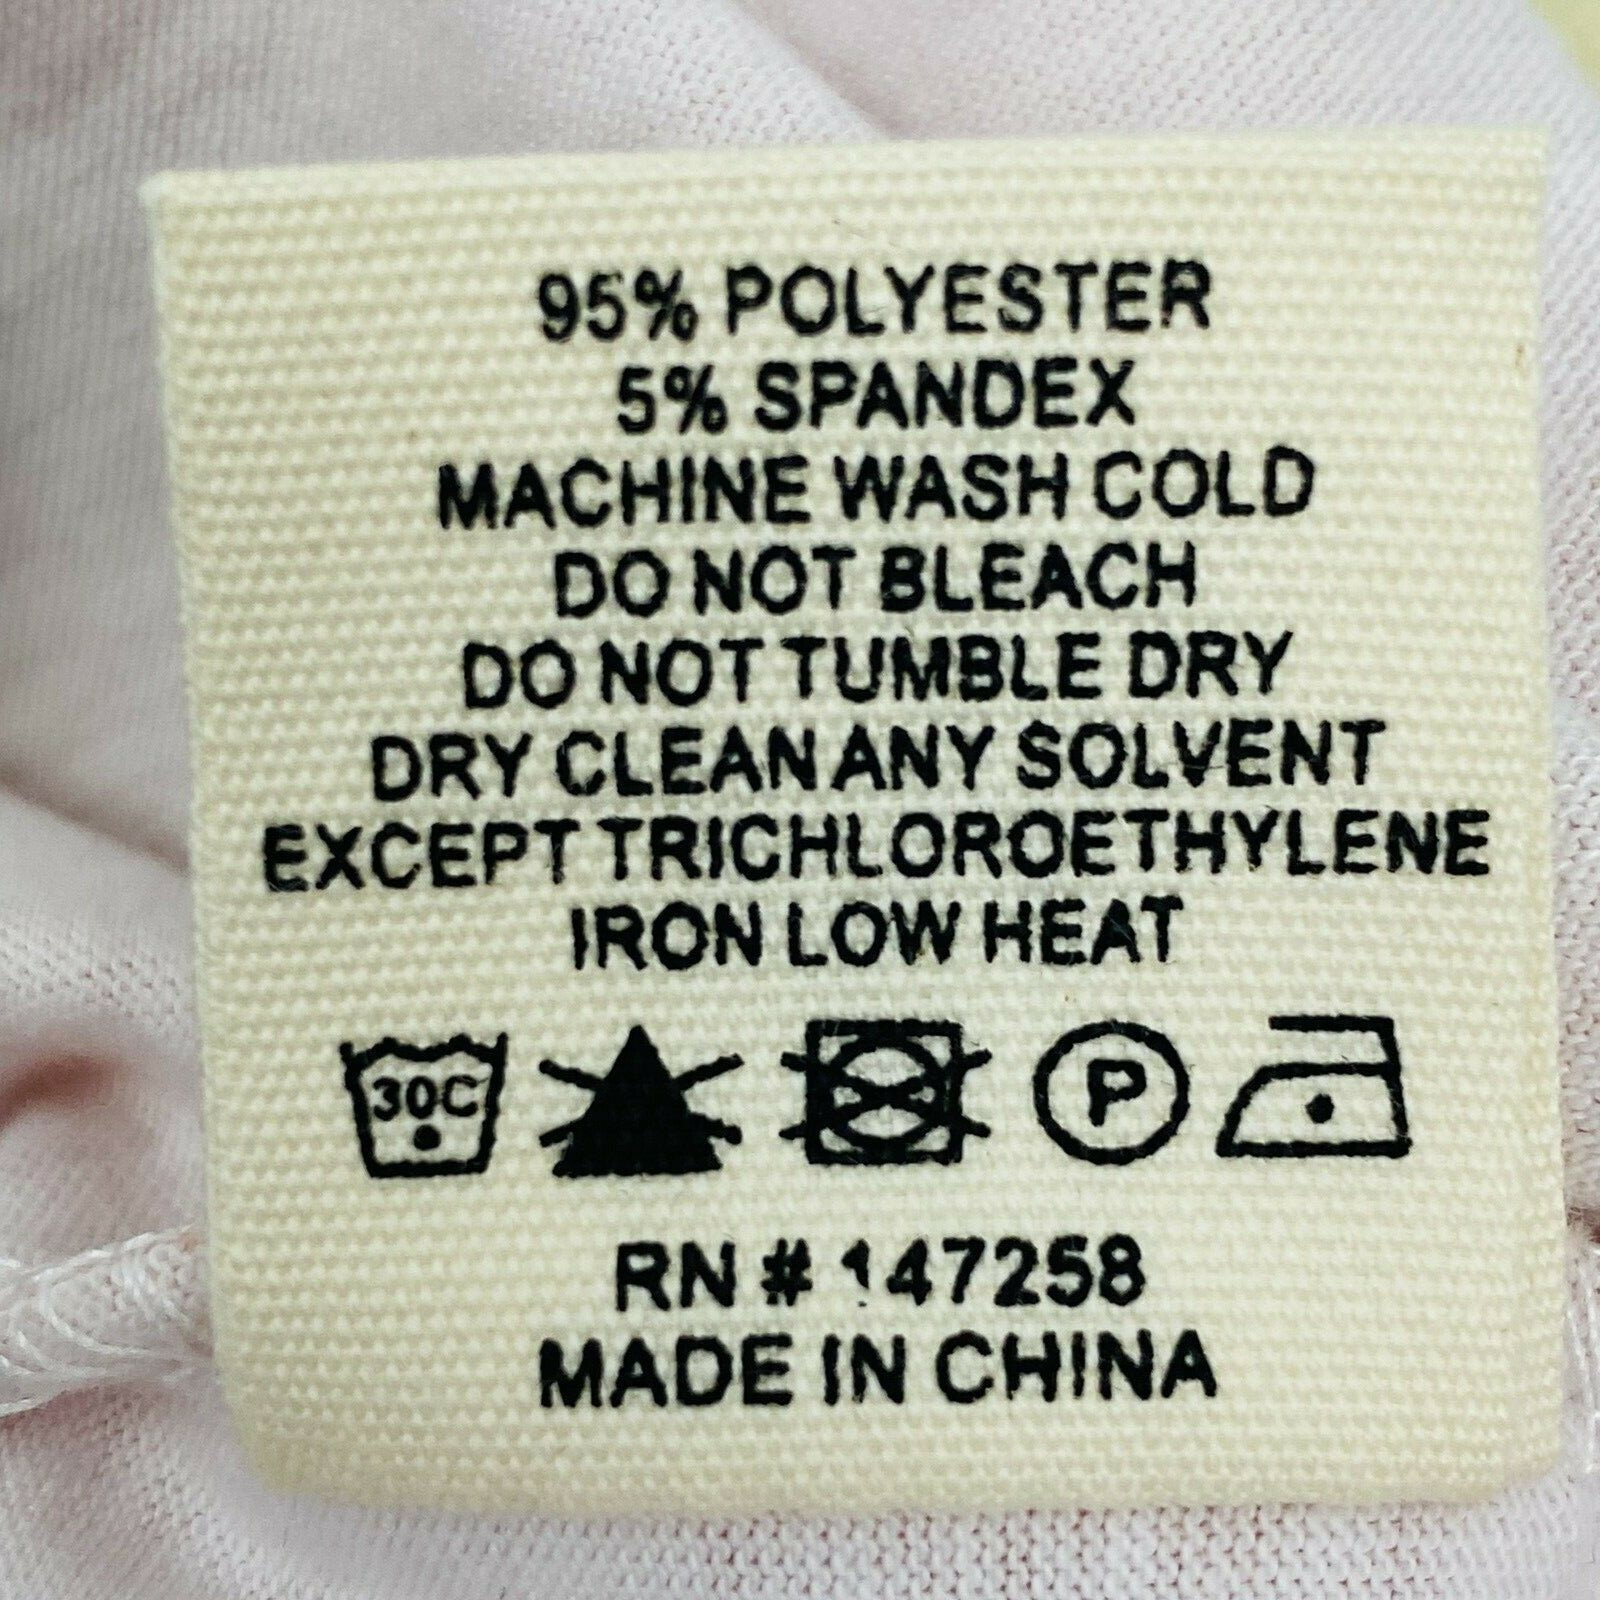 95% POLYESTER
5% SPANDEX
MACHINE WASH COLD
DO NOT BLEACH
DO NOT TUMBLE DRY
DRY CLEAN ANY SOLVENT
EXCEPT TRICHLOROETHYLENE
IRON LOW HEAT
30C P
RN # 147258
MADE IN CHINA